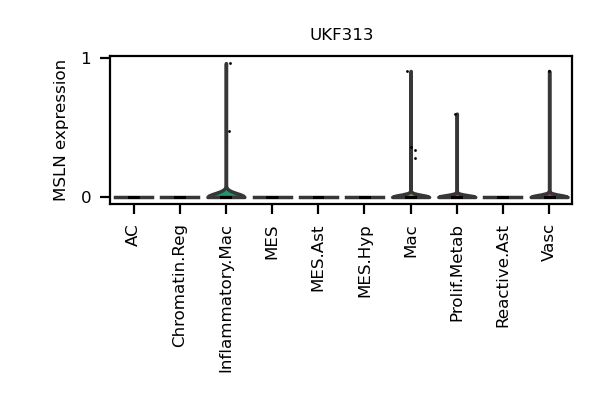 UKF313
MSLN expression
1
0
AC
Chromatin.Reg
Inflammatory.Mac
MES
MES.Ast
MES.Hyp
Mac
Prolif.Metab
Reactive.Ast
Vasc